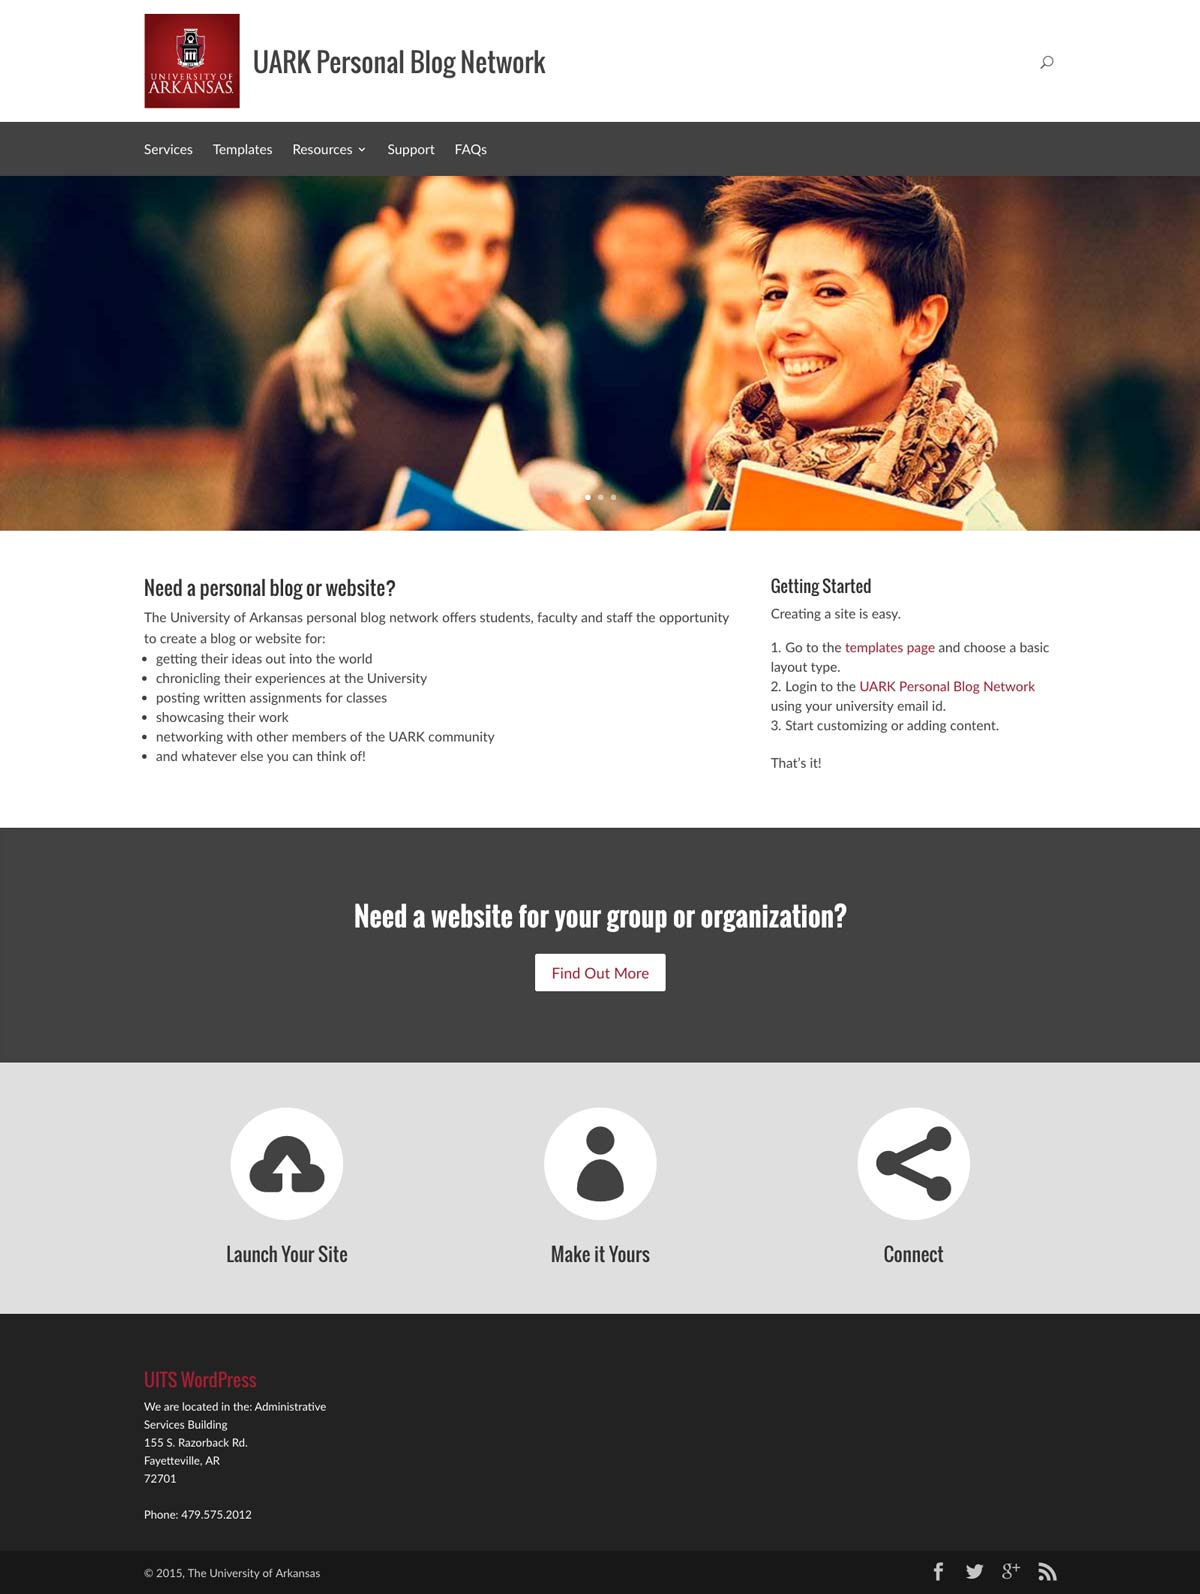 UNIVERSITY OF
ARKANSAS
UARK Personal Blog Network
Services Templates Resources Support FAQs
Need a personal blog or website?
The University of Arkansas personal blog network offers students, faculty and staff the opportunity
to create a blog or website for:
• getting their ideas out into the world
• chronicling their experiences at the University
• posting written assignments for classes
• showcasing their work
• networking with other members of the UARK community
• and whatever else you can think of!
Getting Started
Creating a site is easy.
1. Go to the templates page and choose a basic
layout type.
2. Login to the UARK Personal Blog Network
using your university email id.
3. Start customizing or adding content.
That's it!
Need a website for your group or organization?
Find Out More
Launch Your Site
Make it Yours
Connect
UITS WordPress
We are located in the: Administrative
Services Building
155 S. Razorback Rd.
Fayetteville, AR
72701
Phone: 479.575.2012
© 2015, The University of Arkansas
g+